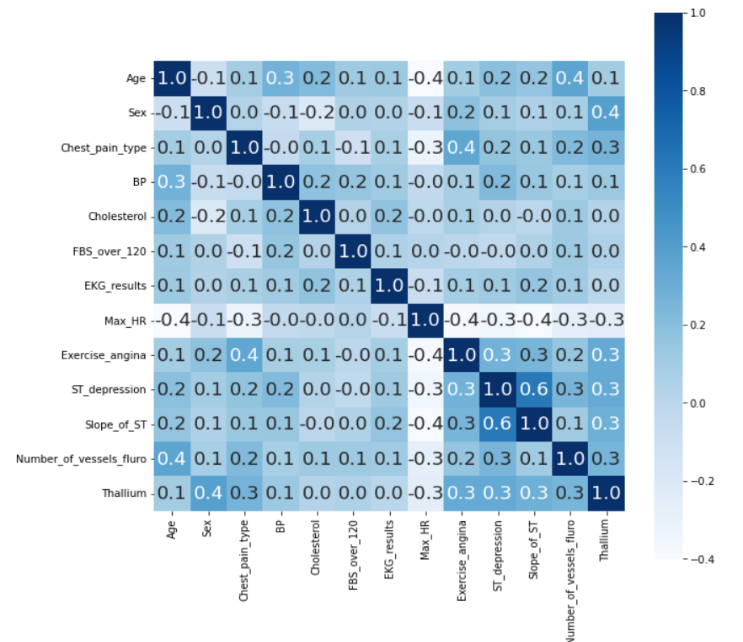 1.0
Age 1.0 -0.1 0.1 0.3 0.2 0.1 0.1 -0.4 0.1 0.2 0.2 0.4 0.1
Sex -0.1 1.0 0.0 -0.1 -0.2 0.0 0.0 -0.1 0.2 0.1 0.1 0.1 0.4
0.8
Chest_pain_type 0.1 0.0 1.0 -0.0 0.1 -0.1 0.1 -0.3 0.4 0.2 0.1 0.2 0.3
BP 0.3 -0.1 -0.0 1.0 0.2 0.2 0.1 -0.0 0.1 0.2 0.1 0.1 0.1
0.6
Cholesterol 0.2 -0.2 0.1 0.2 1.0 0.0 0.2 -0.0 0.1 0.0 -0.0 0.1 0.0
0.4
FBS_over_120 0.1 0.0 -0.1 0.2 0.0 1.0 0.1 0.0 -0.0 -0.0 0.0 0.1 0.0
EKG_results 0.1 0.0 0.1 0.1 0.2 0.1 1.0 -0.1 0.1 0.1 0.2 0.1 0.0
0.2
Max_HR -0.4 -0.1 -0.3 -0.0 -0.0 0.0 -0.1 1.0 -0.4 -0.3 -0.4 -0.3 -0.3
Exercise_angina 0.1 0.2 0.4 0.1 0.1 -0.0 0.1 -0.4 1.0 0.3 0.3 0.2 0.3
ST_depression 0.2 0.1 0.2 0.2 0.0 -0.0 0.1 -0.3 0.3 1.0 0.6 0.3 0.3
0.0
Slope_of_ST 0.2 0.1 0.1 0.1 -0.0 0.0 0.2 -0.4 0.3 0.6 1.0 0.1 0.3
Number_of_vessels_fluro 0.4 0.1 0.2 0.1 0.1 0.1 0.1 -0.3 0.2 0.3 0.1 1.0 0.3
−0.2
Thallium 0.1 0.4 0.3 0.1 0.0 0.0 0.0 -0.3 0.3 0.3 0.3 0.3 1.0
−0.4
Age
Sex
Chest_pain_type
BP
Cholesterol
FBS_over_120
EKG_results
Max_HR
Exercise_angina
ST_depression
Slope_of_ST
Number_of_vessels_fluro
Thallium